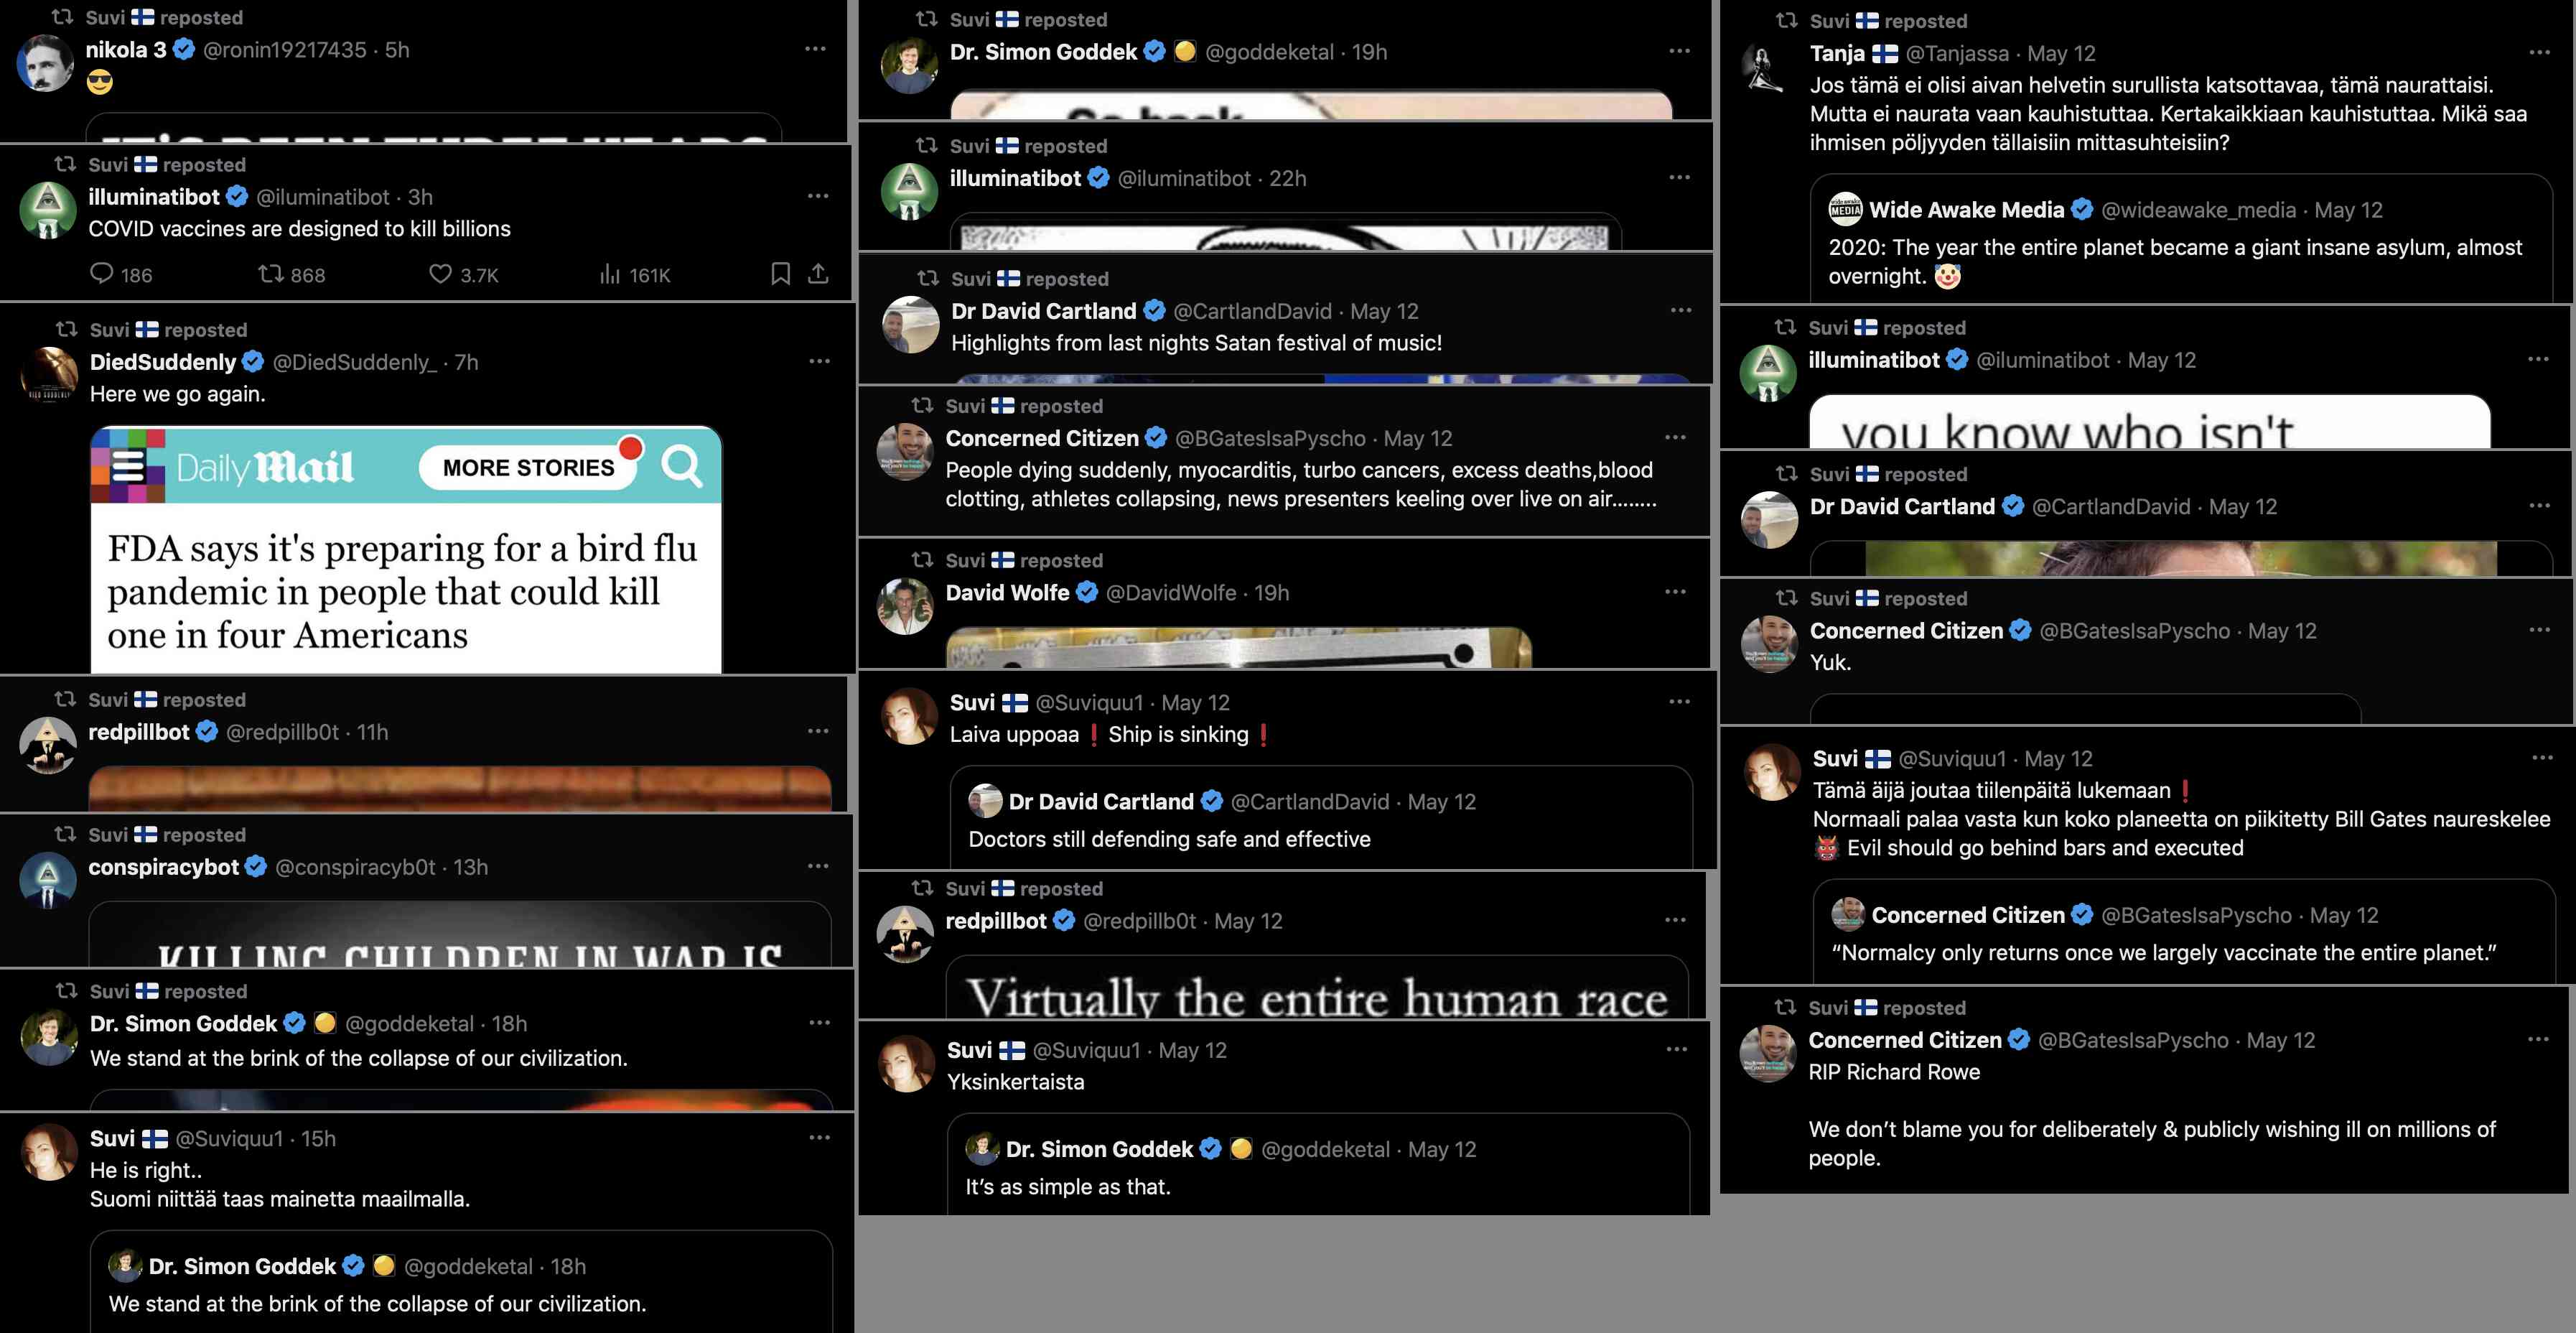 Suvi 🇫🇮 reposted
nikola 3 @ronin19217435 · 5h
😎
IT'S BEEN THREE YEARS
Suvi 🇫🇮 reposted
illuminatibot @iluminatibot · 3h
COVID vaccines are designed to kill billions
186 868 3.7K 161K
Suvi 🇫🇮 reposted
DiedSuddenly @DiedSuddenly_ · 7h
Here we go again.
Daily Mail MORE STORIES
FDA says it's preparing for a bird flu
pandemic in people that could kill
one in four Americans
Suvi 🇫🇮 reposted
redpillbot @redpillb0t · 11h
Suvi 🇫🇮 reposted
conspiracybot @conspiracyb0t · 13h
KILLING CHILDREN IN WAR IS
Suvi 🇫🇮 reposted
Dr. Simon Goddek 🟡 @goddeketal · 18h
We stand at the brink of the collapse of our civilization.
Suvi 🇫🇮 @Suviquu1 · 15h
He is right..
Suomi niittää taas mainetta maailmalla.
Dr. Simon Goddek 🟡 @goddeketal · 18h
We stand at the brink of the collapse of our civilization.
Suvi 🇫🇮 reposted
Dr. Simon Goddek 🟡 @goddeketal · 19h
Go back
Suvi 🇫🇮 reposted
illuminatibot @iluminatibot · 22h
Suvi 🇫🇮 reposted
Dr David Cartland @CartlandDavid · May 12
Highlights from last nights Satan festival of music!
Suvi 🇫🇮 reposted
Concerned Citizen @BGatesIsaPyscho · May 12
People dying suddenly, myocarditis, turbo cancers, excess deaths,blood
clotting, athletes collapsing, news presenters keeling over live on air........
Suvi 🇫🇮 reposted
David Wolfe @DavidWolfe · 19h
Suvi 🇫🇮 @Suviquu1 · May 12
Laiva uppoaa❗Ship is sinking❗
Dr David Cartland @CartlandDavid · May 12
Doctors still defending safe and effective
Suvi 🇫🇮 reposted
redpillbot @redpillb0t · May 12
Virtually the entire human race
Suvi 🇫🇮 @Suviquu1 · May 12
Yksinkertaista
Dr. Simon Goddek 🟡 @goddeketal · May 12
It's as simple as that.
Suvi 🇫🇮 reposted
Tanja 🇫🇮 @Tanjassa · May 12
Jos tämä ei olisi aivan helvetin surullista katsottavaa, tämä naurattaisi.
Mutta ei naurata vaan kauhistuttaa. Kertakaikkiaan kauhistuttaa. Mikä saa
ihmisen pöljyyden tällaisiin mittasuhteisiin?
wide awake MEDIA Wide Awake Media @wideawake_media · May 12
2020: The year the entire planet became a giant insane asylum, almost
overnight. 🤡
Suvi 🇫🇮 reposted
illuminatibot @iluminatibot · May 12
you know who isn't
Suvi 🇫🇮 reposted
Dr David Cartland @CartlandDavid · May 12
Suvi 🇫🇮 reposted
Concerned Citizen @BGatesIsaPyscho · May 12
Yuk.
Suvi 🇫🇮 @Suviquu1 · May 12
Tämä äijä joutaa tiilenpäitä lukemaan❗
Normaali palaa vasta kun koko planeetta on piikitetty Bill Gates naureskelee
👹 Evil should go behind bars and executed
Concerned Citizen @BGatesIsaPyscho · May 12
“Normalcy only returns once we largely vaccinate the entire planet.”
Suvi 🇫🇮 reposted
Concerned Citizen @BGatesIsaPyscho · May 12
RIP Richard Rowe
We don’t blame you for deliberately & publicly wishing ill on millions of
people.